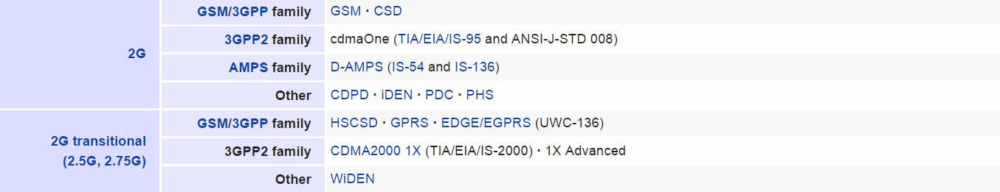 2G
GSM/3GPP family GSM · CSD
3GPP2 family cdmaOne (TIA/EIA/IS-95 and ANSI-J-STD 008)
AMPS family D-AMPS (IS-54 and IS-136)
Other CDPD · iDEN · PDC · PHS
2G transitional
(2.5G, 2.75G)
GSM/3GPP family HSCSD · GPRS · EDGE/EGPRS (UWC-136)
3GPP2 family CDMA2000 1X (TIA/EIA/IS-2000) · 1X Advanced
Other WiDEN